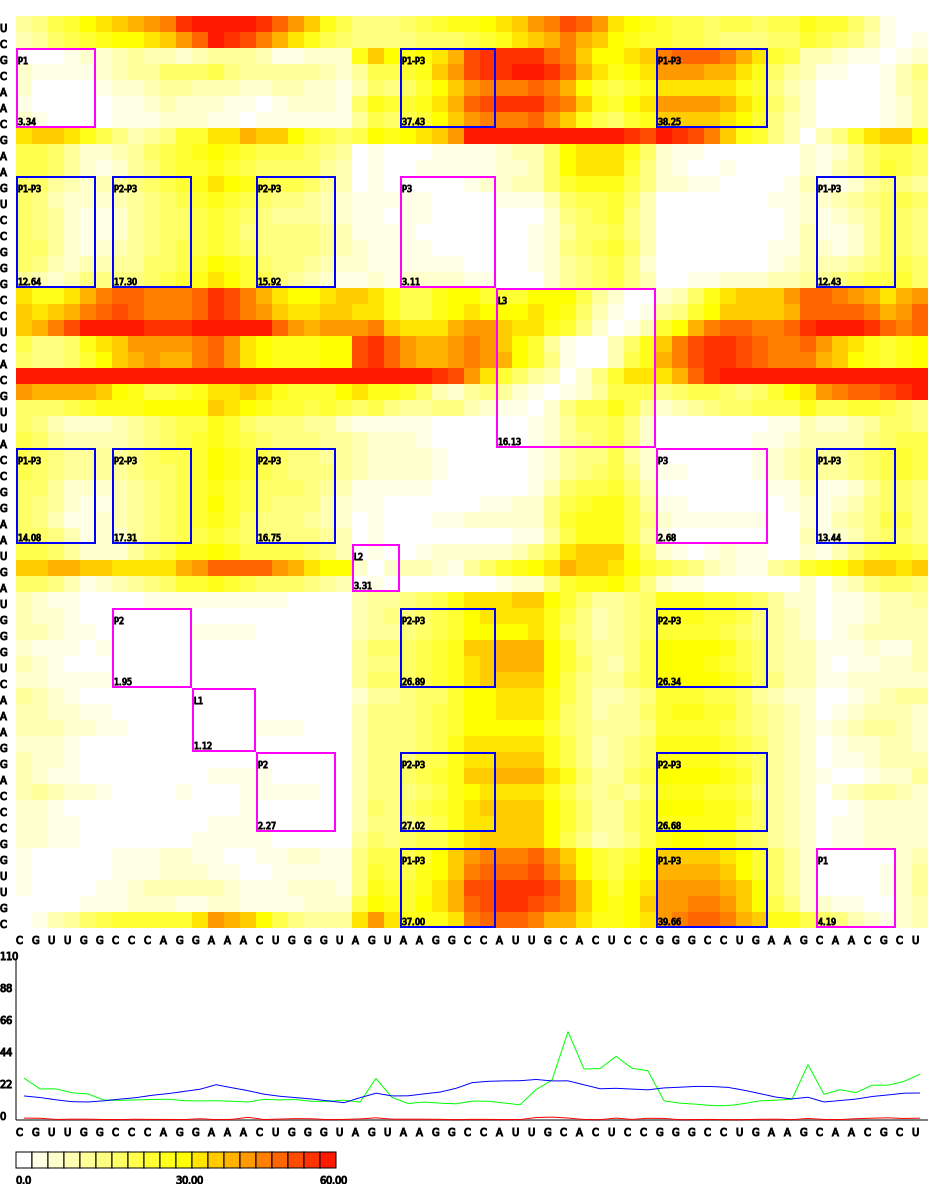 U
C
G P1 P1-P3 P1-P3
C
A
A
C 3.34 37.43 38.25
G
A
A
G P1-P3 P2-P3 P2-P3 P3 P1-P3
U
C
C
G
G
G 12.64 17.30 15.92 3.11 12.43
C L3
C
U
C
A
C
G
U
U
A 16.13
C P1-P3 P2-P3 P2-P3 P3 P1-P3
C
G
G
A
A 14.08 17.31 16.75 2.68 13.44
U L2
G
A 3.31
U
G P2 P2-P3 P2-P3
G
G
U
C 1.95 26.89 26.34
A L1
A
A
G 1.12
G P2 P2-P3 P2-P3
A
C
C
C 2.27 27.02 26.68
G
G P1-P3 P1-P3 P1
U
U
G
C 37.00 39.66 4.19
C G U U G G C C C A G G A A A C U G G G U A G U A A G G C C A U U G C A C U C C G G G C C U G A A G C A A C G C U
110
88
66
44
22
0
C G U U G G C C C A G G A A A C U G G G U A G U A A G G C C A U U G C A C U C C G G G C C U G A A G C A A C G C U
0.0 30.00 60.00